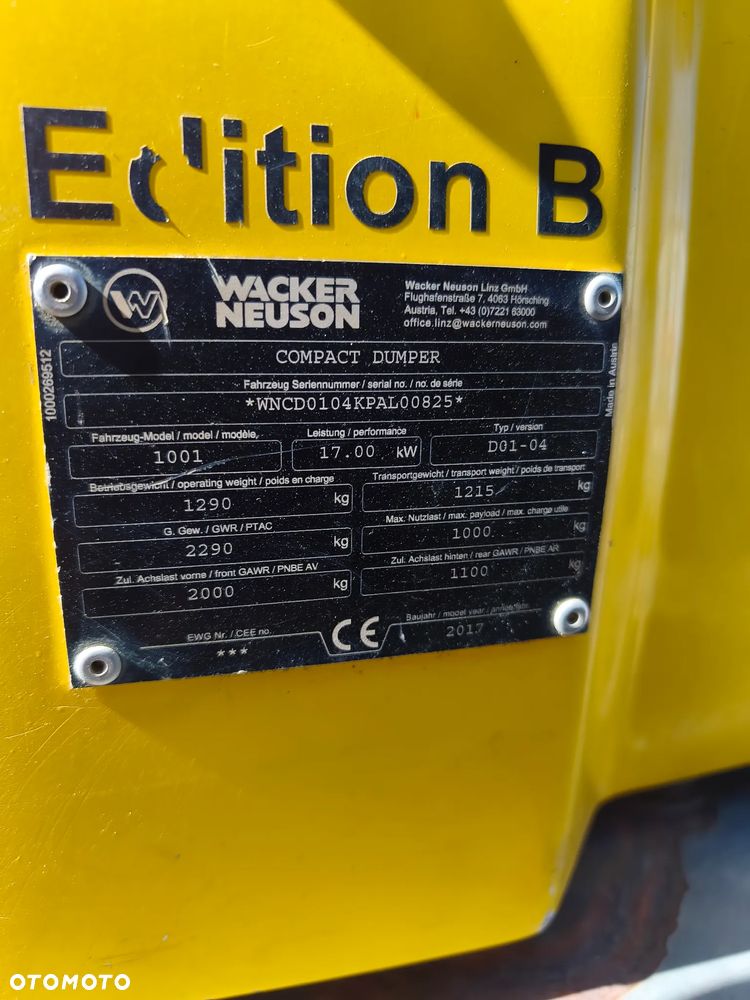 Edition B
WACKER
NEUSON
Wacker Neuson Linz GmbH
Flughafenstraße 7, 4063 Hörsching
Austria, Tel. +43 (0)7221 63000
office.linz@wackerneuson.com
COMPACT DUMPER
Fahrzeug Seriennummer / serial no. / no. de série
*WNCD0104KPAL00825*
Fahrzeug-Model / model / modèle
Leistung / performance
Typ / version
1001
17.00 kW
D01-04
Betriebsgewicht / operating weight / poids en charge
Transportgewicht / transport weight / poids de transport
1290 kg
1215 kg
G. Gew. / GWR / PTAC
Max. Nutzlast / max. payload / max. charge utile
2290 kg
1000 kg
Zul. Achslast vorne / front GAWR / PNBE AV
Zul. Achslast hinten / rear GAWR / PNBE AR
2000 kg
1100 kg
EWG Nr. / CEE no.
***
CE
Baujahr / model year /
2017
1000269512
Made in Austria
OTOMOTO